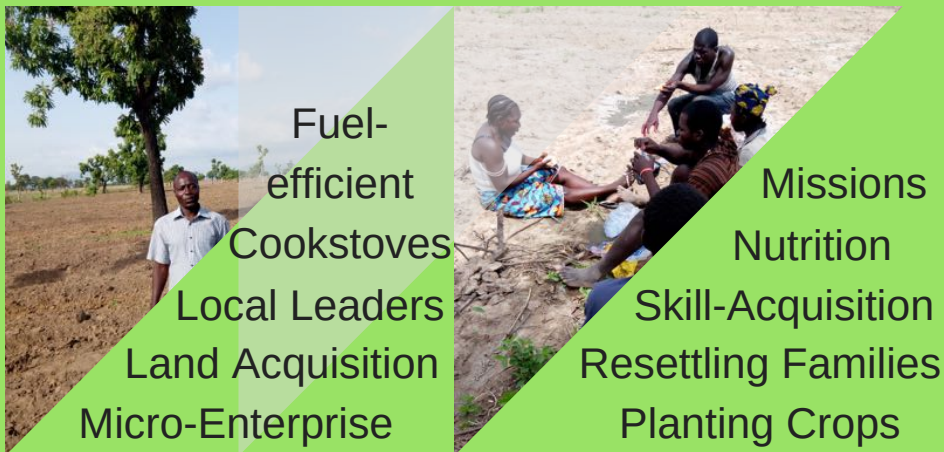 Fuel-
efficient
Cookstoves
Local Leaders
Land Acquisition
Micro-Enterprise
Missions
Nutrition
Skill-Acquisition
Resettling Families
Planting Crops